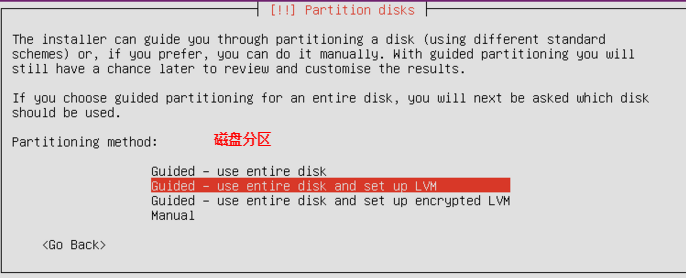 [!!] Partition disks
The installer can guide you through partitioning a disk (using different standard
schemes) or, if you prefer, you can do it manually. With guided partitioning you will
still have a chance later to review and customise the results.
If you choose guided partitioning for an entire disk, you will next be asked which disk
should be used.
Partitioning method: 磁盘分区
Guided - use entire disk
Guided - use entire disk and set up LVM
Guided - use entire disk and set up encrypted LVM
Manual
<Go Back>